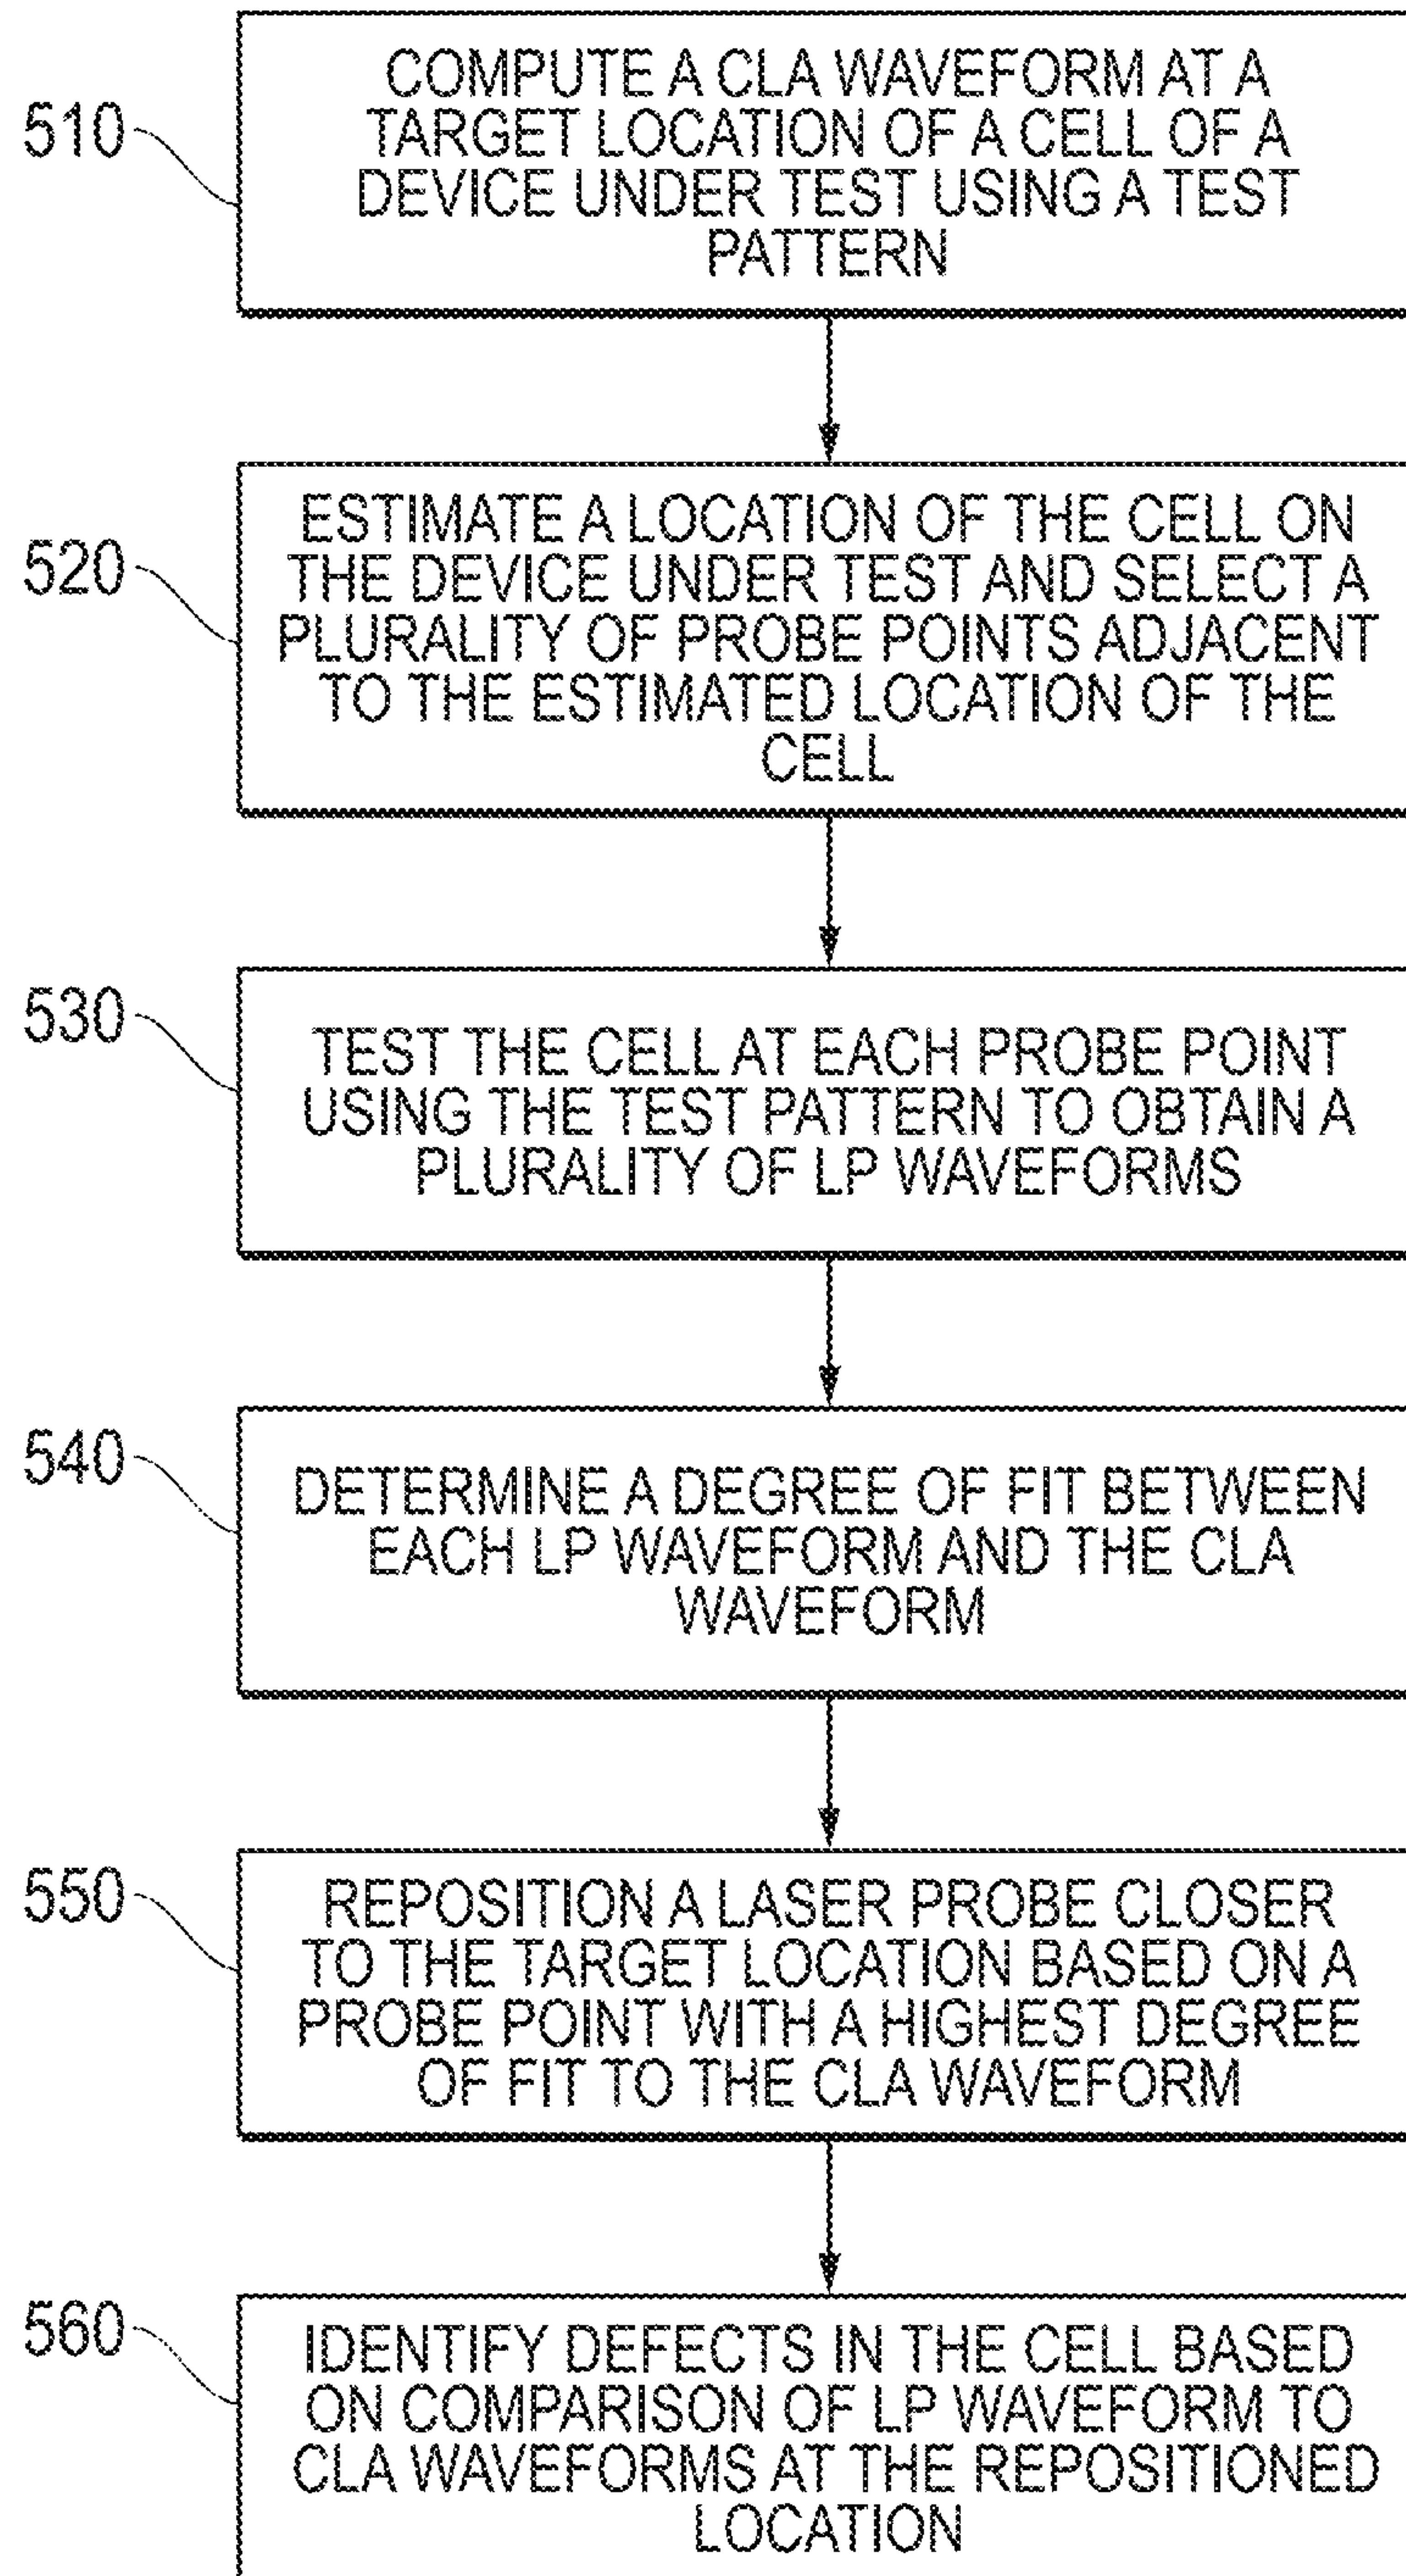 510
COMPUTE A CLA WAVEFORM AT A
TARGET LOCATION OF A CELL OF A
DEVICE UNDER TEST USING A TEST
PATTERN
520
ESTIMATE A LOCATION OF THE CELL ON
THE DEVICE UNDER TEST AND SELECT A
PLURALITY OF PROBE POINTS ADJACENT
TO THE ESTIMATED LOCATION OF THE
CELL
530
TEST THE CELL AT EACH PROBE POINT
USING THE TEST PATTERN TO OBTAIN A
PLURALITY OF LP WAVEFORMS
540
DETERMINE A DEGREE OF FIT BETWEEN
EACH LP WAVEFORM AND THE CLA
WAVEFORM
550
REPOSITION A LASER PROBE CLOSER
TO THE TARGET LOCATION BASED ON A
PROBE POINT WITH A HIGHEST DEGREE
OF FIT TO THE CLA WAVEFORM
560
IDENTIFY DEFECTS IN THE CELL BASED
ON COMPARISON OF LP WAVEFORM TO
CLA WAVEFORMS AT THE REPOSITIONED
LOCATION